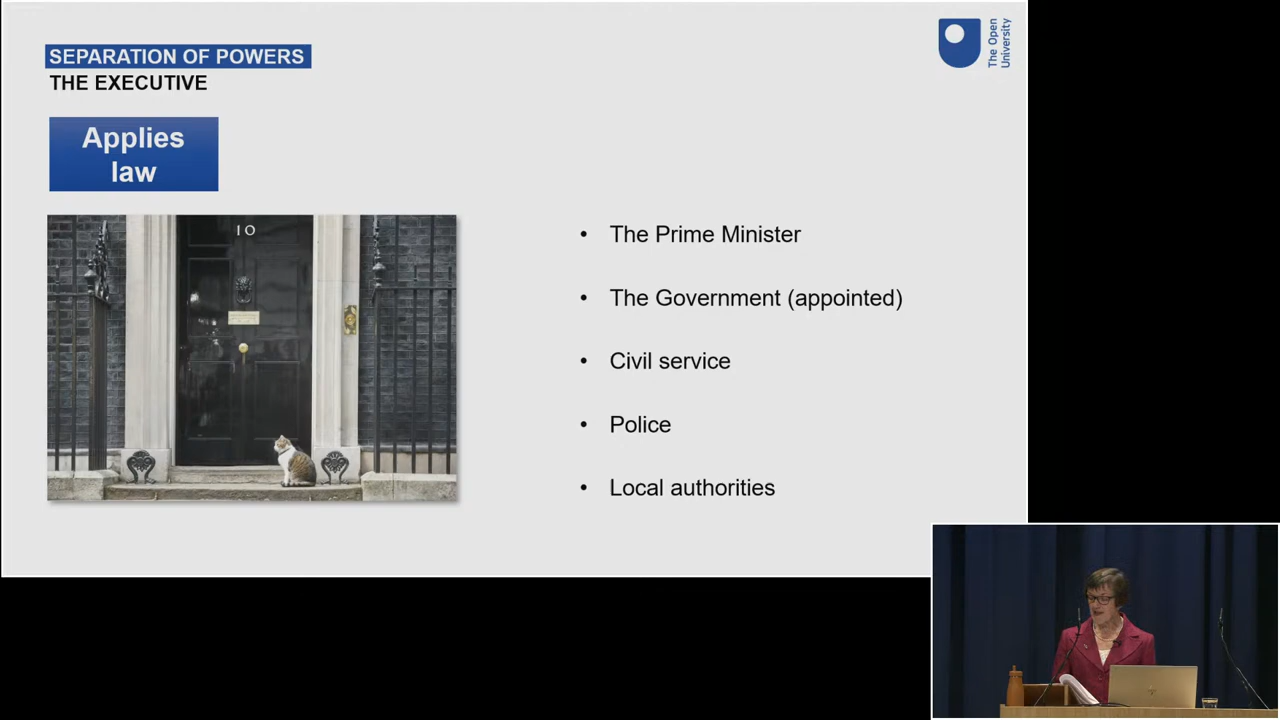 SEPARATION OF POWERS
THE EXECUTIVE
The Open
University
Applies
law
10
• The Prime Minister
• The Government (appointed)
• Civil service
• Police
• Local authorities